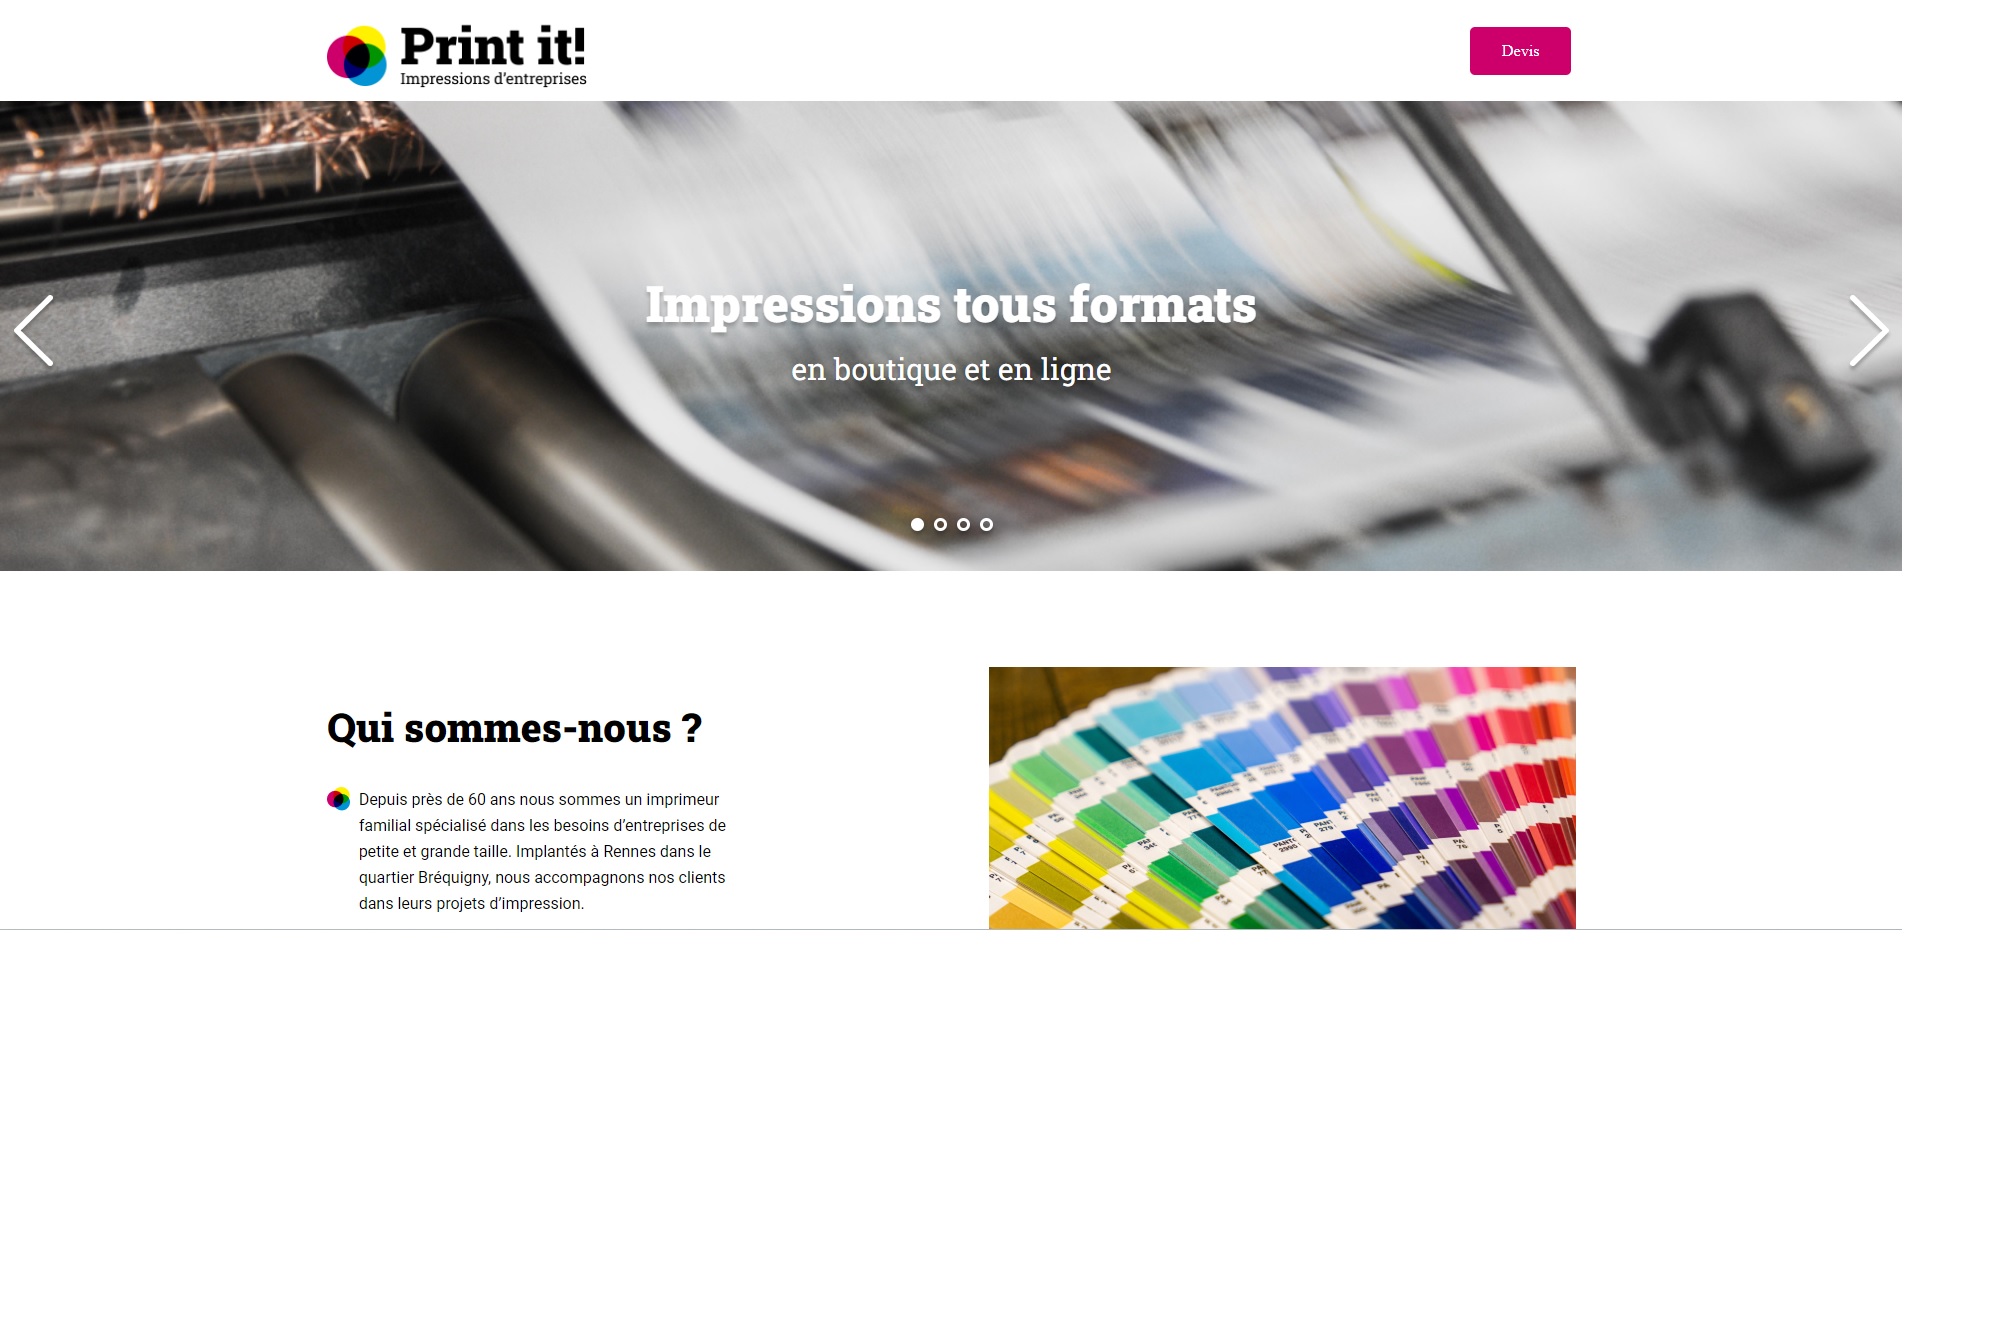 Print it!
Impressions d'entreprises
Devis
Impressions tous formats
en boutique et en ligne
Qui sommes-nous ?
Depuis près de 60 ans nous sommes un imprimeur
familial spécialisé dans les besoins d’entreprises de
petite et grande taille. Implantés à Rennes dans le
quartier Bréquigny, nous accompagnons nos clients
dans leurs projets d’impression.